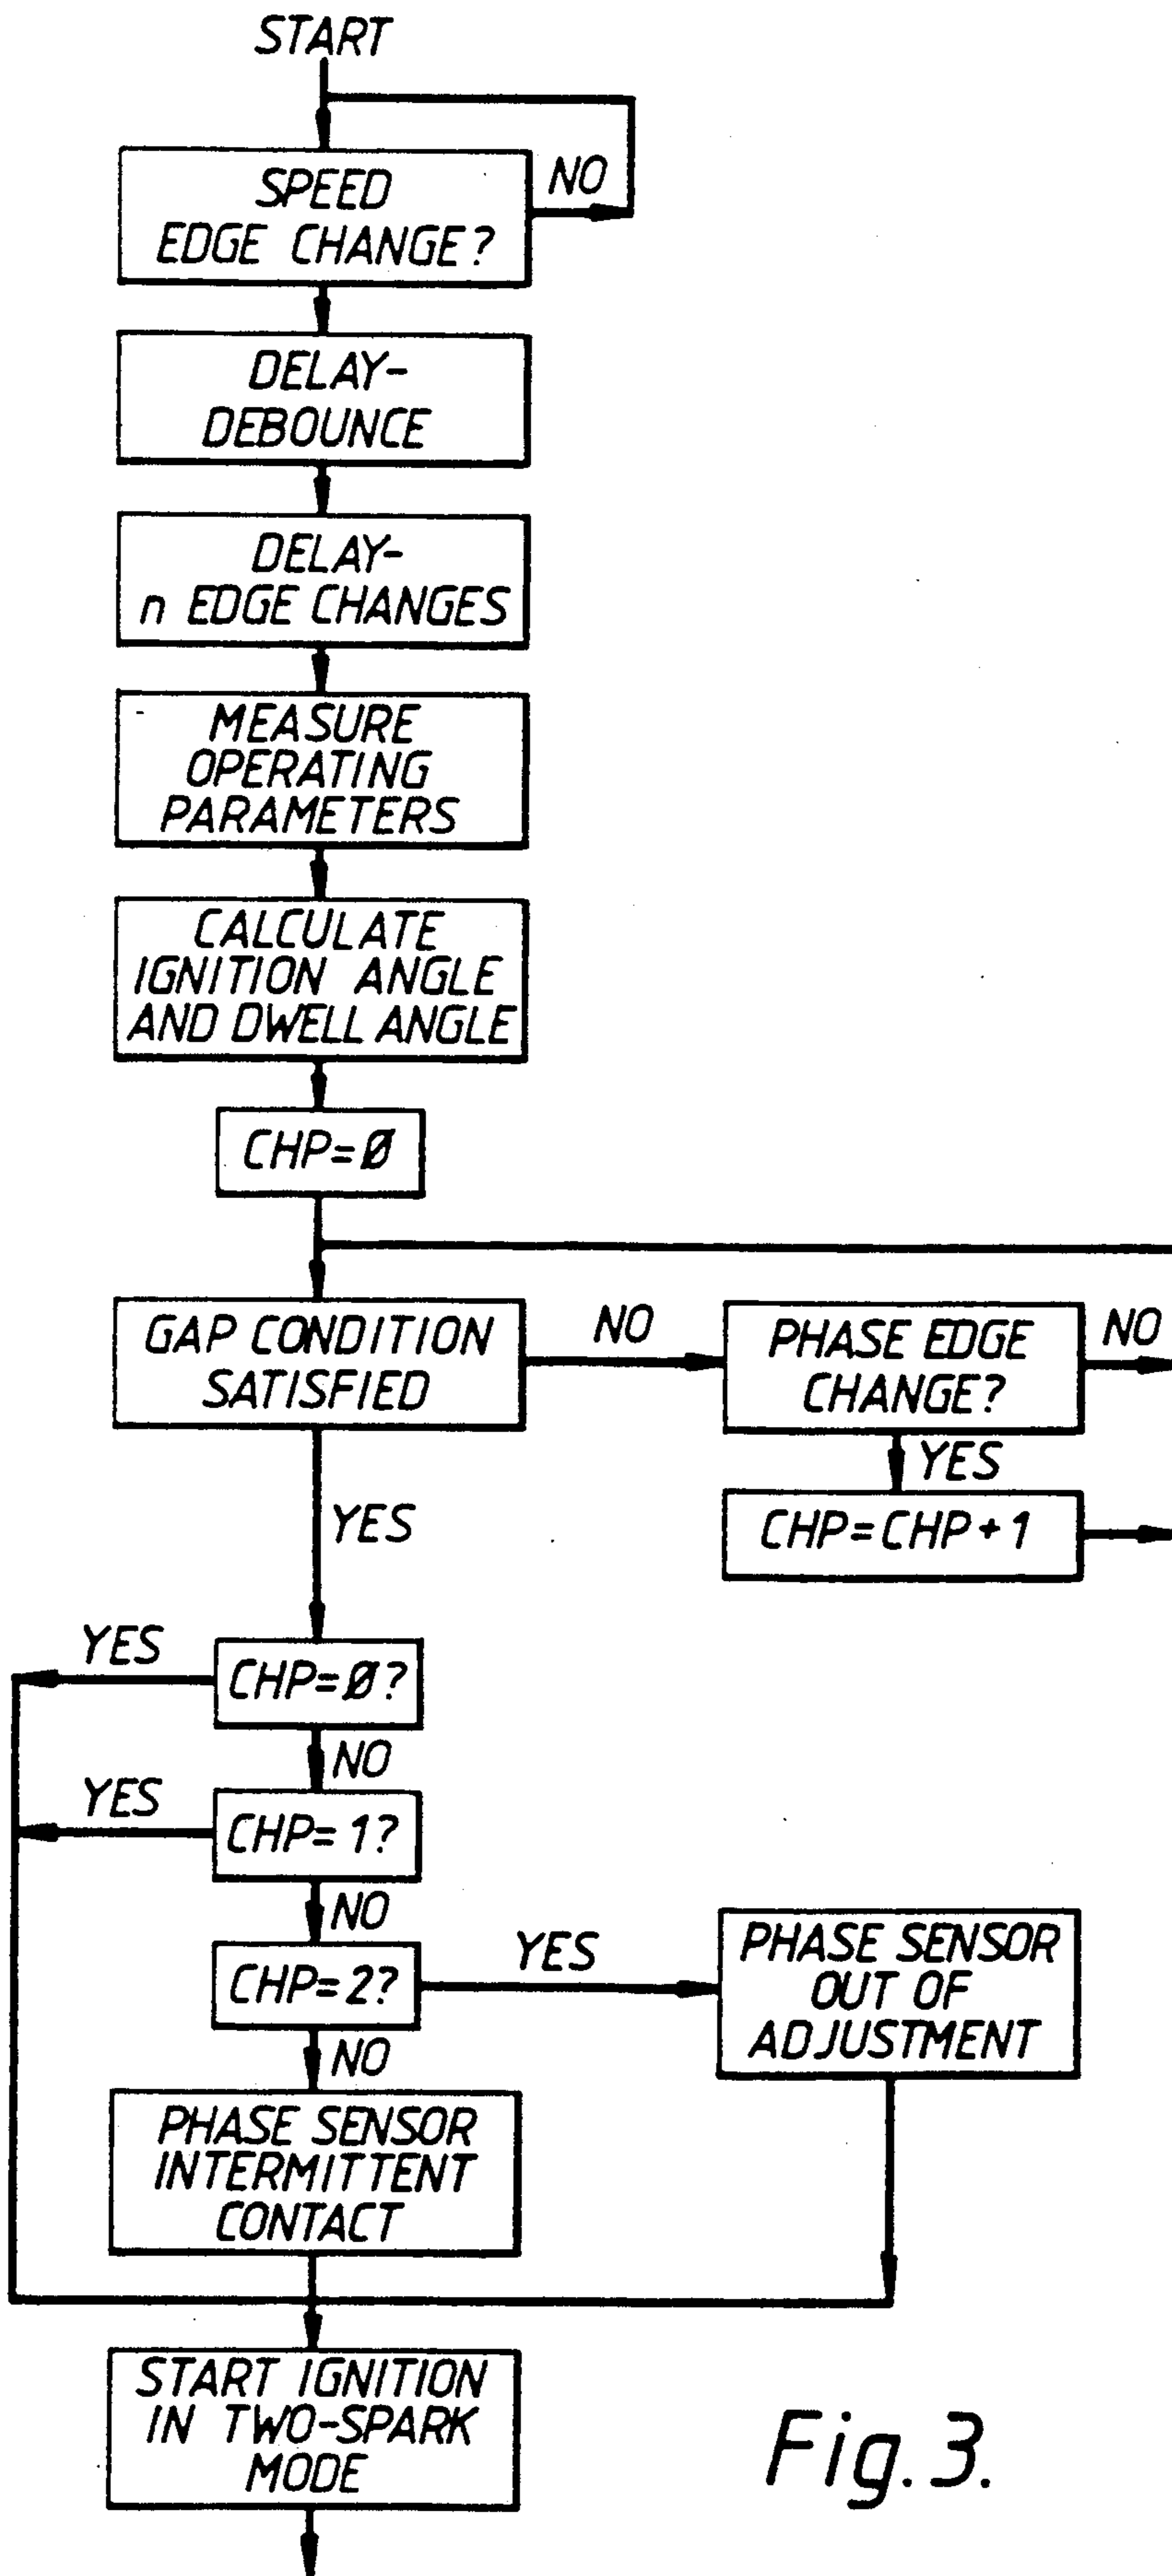 START
SPEED
EDGE CHANGE?
NO
DELAY-
DEBOUNCE
DELAY-
n EDGE CHANGES
MEASURE
OPERATING
PARAMETERS
CALCULATE
IGNITION ANGLE
AND DWELL ANGLE
CHP=Ø
GAP CONDITION
SATISFIED
NO
PHASE EDGE
CHANGE?
NO
YES
CHP=CHP+1
YES
YES
CHP=Ø?
NO
YES
CHP=1?
NO
CHP=2?
YES
PHASE SENSOR
OUT OF
ADJUSTMENT
NO
PHASE SENSOR
INTERMITTENT
CONTACT
START IGNITION
IN TWO-SPARK
MODE
Fig.3.